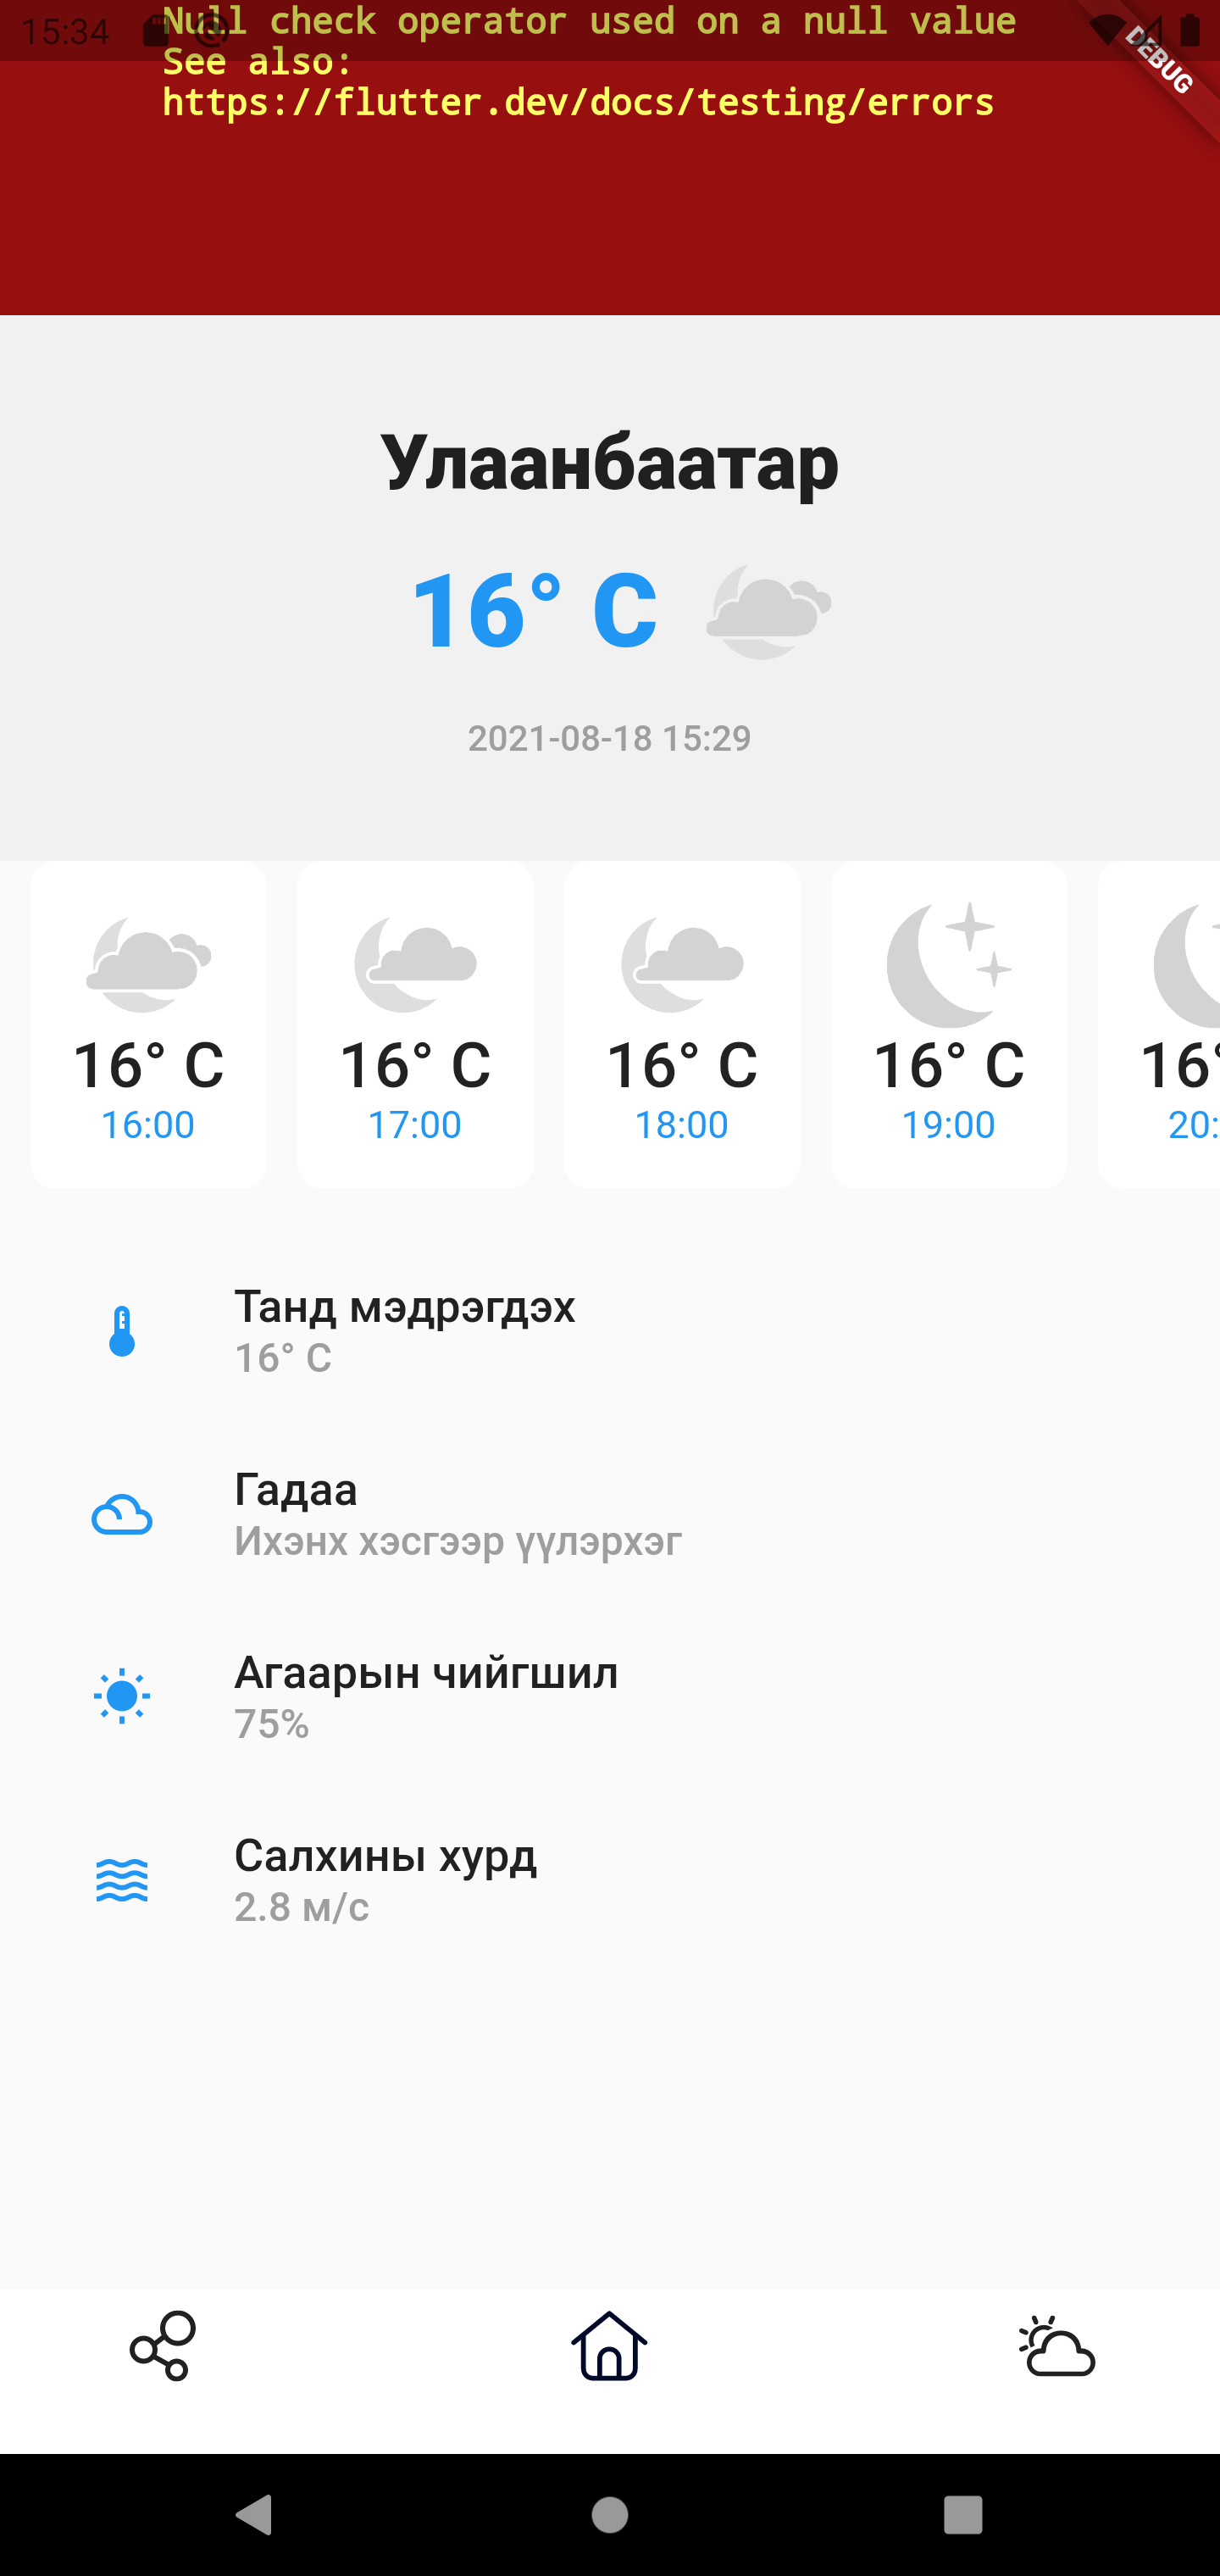 15:34
Null check operator used on a null value
See also:
https://flutter.dev/docs/testing/errors
DEBUG
Улаанбаатар
16° C
2021-08-18 15:29
16° C 16° C 16° C 16° C 16°
16:00 17:00 18:00 19:00 20:
Танд мэдрэгдэх
16° C
Гадаа
Ихэнх хэсгээр үүлэрхэг
Агаарын чийгшил
75%
Салхины хурд
2.8 м/с